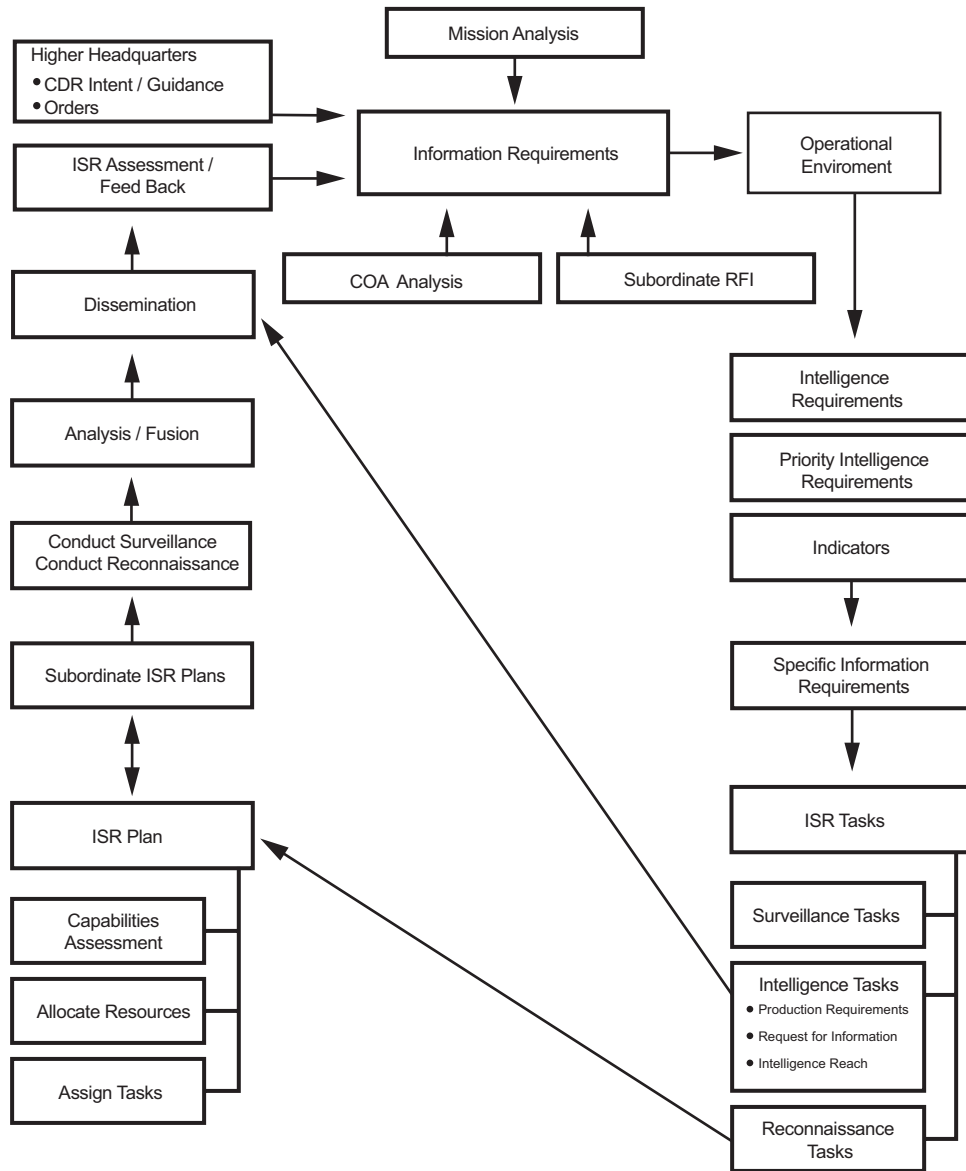 Mission Analysis
Higher Headquarters
• CDR Intent / Guidance
• Orders
Information Requirements
Operational
Enviroment
ISR Assessment /
Feed Back
COA Analysis
Subordinate RFI
Dissemination
Intelligence
Requirements
Analysis / Fusion
Priority Intelligence
Requirements
Conduct Surveillance
Conduct Reconnaissance
Indicators
Subordinate ISR Plans
Specific Information
Requirements
ISR Plan
ISR Tasks
Capabilities
Assessment
Surveillance Tasks
Allocate Resources
Intelligence Tasks
• Production Requirements
• Request for Information
• Intelligence Reach
Assign Tasks
Reconnaissance
Tasks